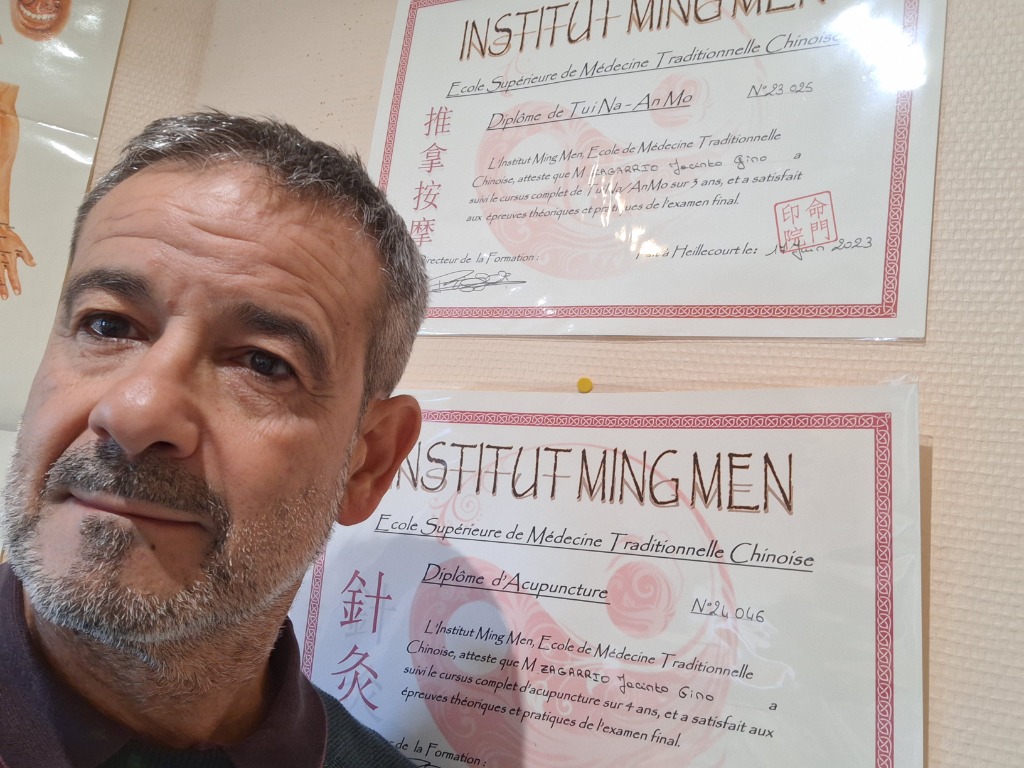 INSTITUT MING MEN
Ecole Supérieure de Médecine Traditionnelle Chinoise
Diplôme de Tui Na - An Mo
N° 23 025
推拿按摩
L'Institut Ming Men, Ecole de Médecine Traditionnelle
Chinoise, atteste que M ZAGARRIO Jacinto Gino a
suivi le cursus complet de Tui Na/An Mo sur 3 ans, et a satisfait
aux épreuves théoriques et pratiques de l'examen final.
Directeur de la Formation :
Fait à Heillecourt le : Juin 2023
命門
印院
INSTITUT MING MEN
Ecole Supérieure de Médecine Traditionnelle Chinoise
Diplôme d'Acupuncture
N° 24 046
針灸
L'Institut Ming Men, Ecole de Médecine Traditionnelle
Chinoise, atteste que M ZAGARRIO Jacinto Gino a
suivi le cursus complet d'acupuncture sur 4 ans, et a satisfait aux
épreuves théoriques et pratiques de l'examen final.
de la Formation :